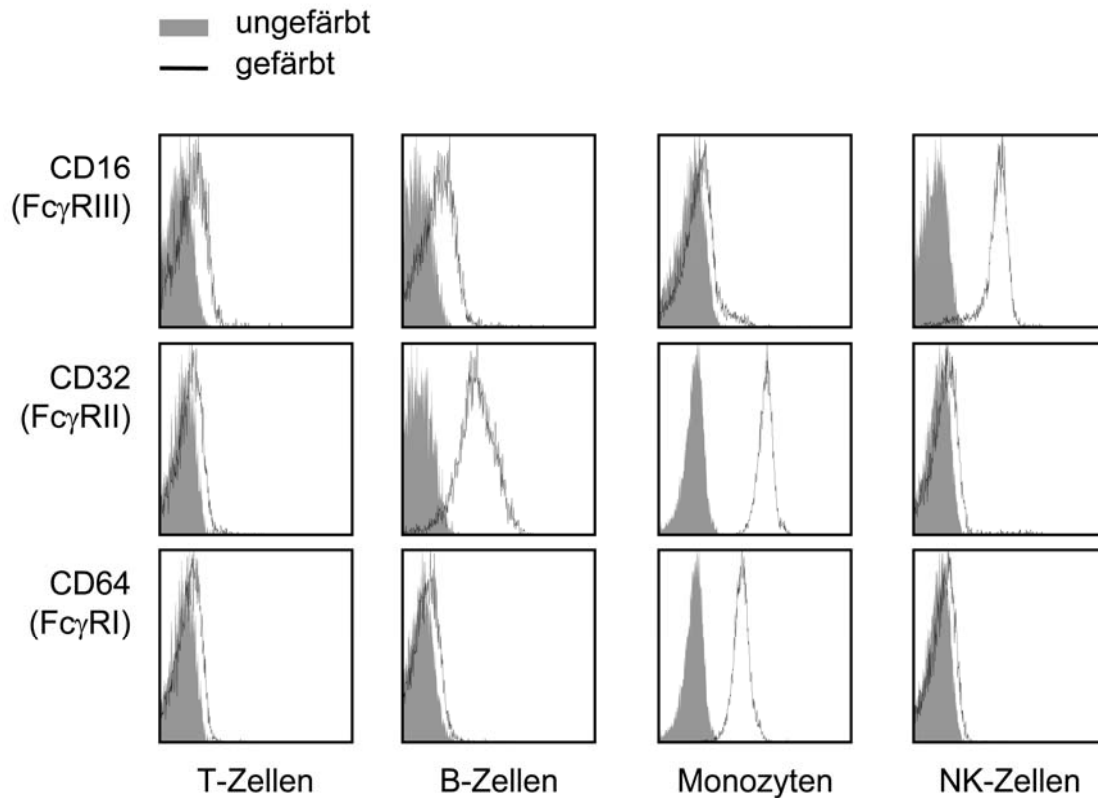 ungefärbt
gefärbt
CD16
(FcγRIII)
CD32
(FcγRII)
CD64
(FcγRI)
T-Zellen
B-Zellen
Monozyten
NK-Zellen